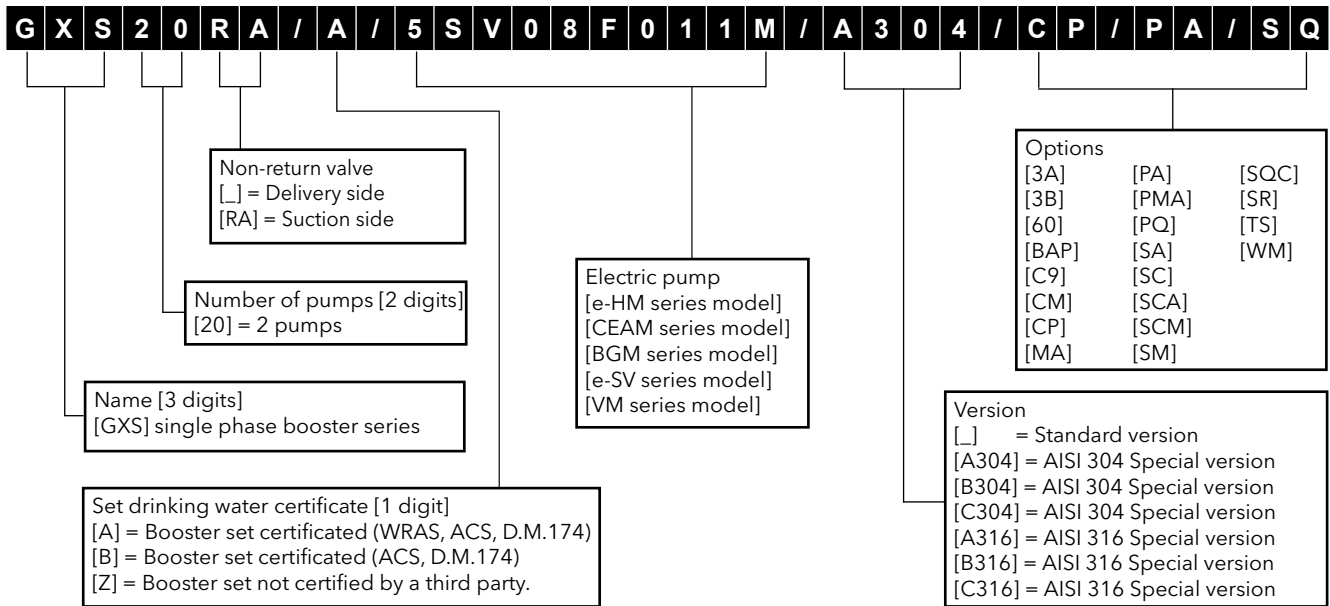 GXS20RA/A/5SV08F011M/A304/CP/PA/SQ
Non-return valve
[_] = Delivery side
[RA] = Suction side
Number of pumps [2 digits]
[20] = 2 pumps
Name [3 digits]
[GXS] single phase booster series
Set drinking water certificate [1 digit]
[A] = Booster set certificated (WRAS, ACS, D.M.174)
[B] = Booster set certificated (ACS, D.M.174)
[Z] = Booster set not certified by a third party.
Electric pump
[e-HM series model]
[CEAM series model]
[BGM series model]
[e-SV series model]
[VM series model]
Options
[3A] [PA] [SQC]
[3B] [PMA] [SR]
[60] [PQ] [TS]
[BAP] [SA] [WM]
[C9] [SC]
[CM] [SCA]
[CP] [SCM]
[MA] [SM]
Version
[_] = Standard version
[A304] = AISI 304 Special version
[B304] = AISI 304 Special version
[C304] = AISI 304 Special version
[A316] = AISI 316 Special version
[B316] = AISI 316 Special version
[C316] = AISI 316 Special version